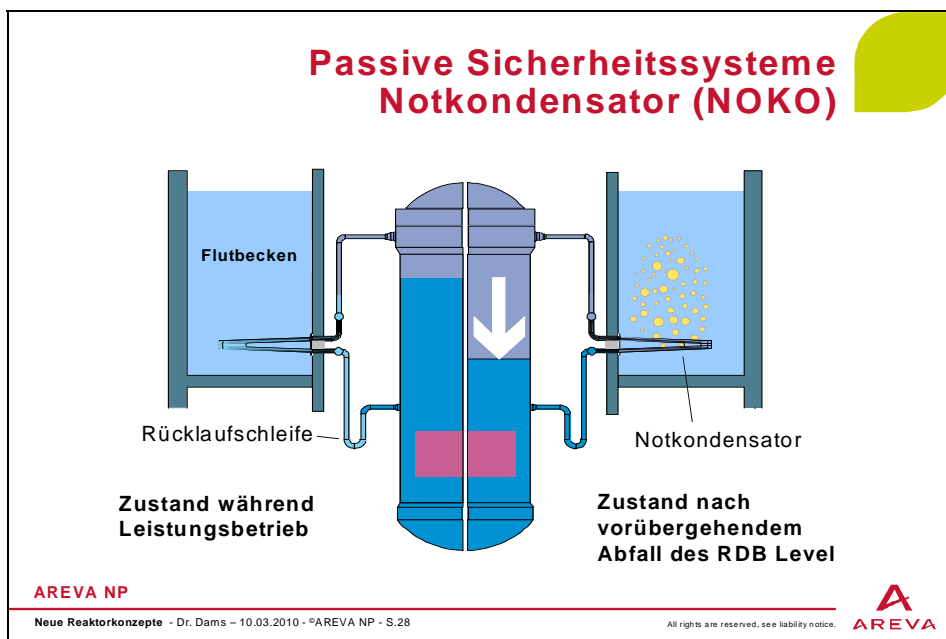 Passive Sicherheitssysteme
Notkondensator (NOKO)
Flutbecken
Rücklaufschleife
Notkondensator
Zustand während
Leistungsbetrieb
Zustand nach
vorübergehendem
Abfall des RDB Level
AREVA NP
Neue Reaktorkonzepte - Dr. Dams – 10.03.2010 - ©AREVA NP - S.28
All rights are reserved, see liability notice.
AREVA